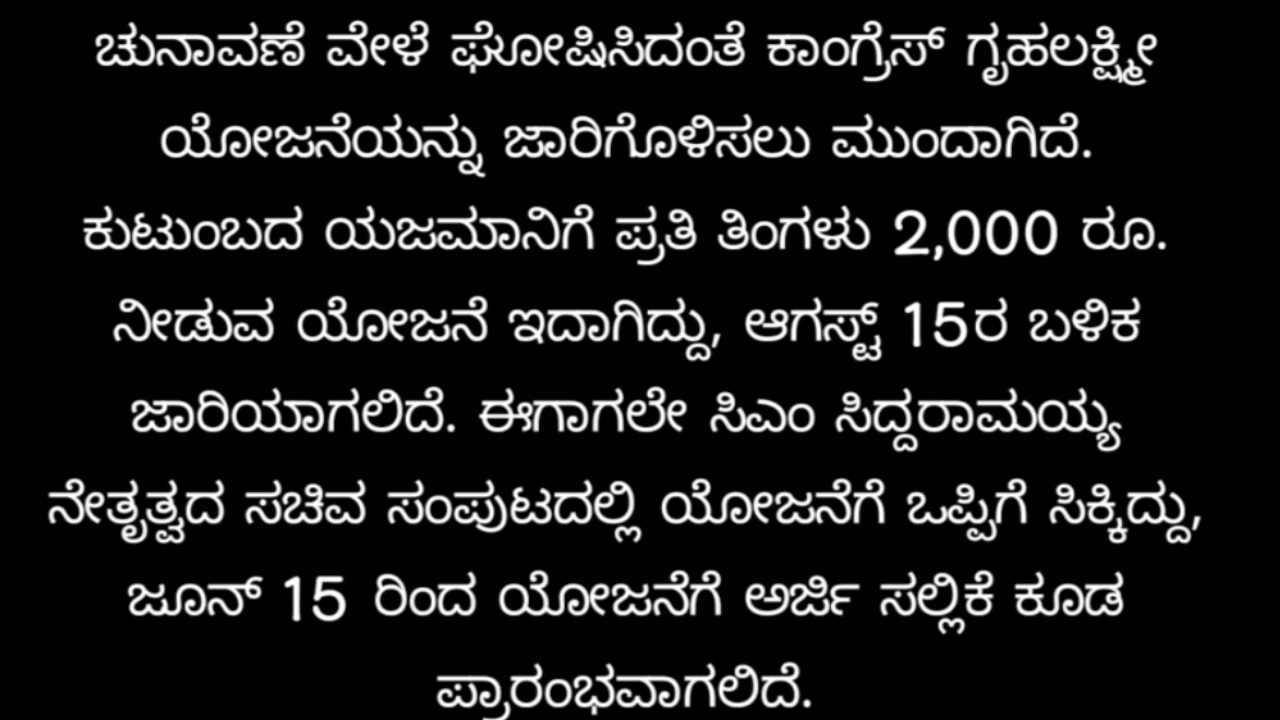 ಚುನಾವಣೆ ವೇಳೆ ಘೋಷಿಸಿದಂತೆ ಕಾಂಗ್ರೆಸ್ ಗೃಹಲಕ್ಷ್ಮೀ
ಯೋಜನೆಯನ್ನು ಜಾರಿಗೊಳಿಸಲು ಮುಂದಾಗಿದೆ.
ಕುಟುಂಬದ ಯಜಮಾನಿಗೆ ಪ್ರತಿ ತಿಂಗಳು 2,000 ರೂ.
ನೀಡುವ ಯೋಜನೆ ಇದಾಗಿದ್ದು, ಆಗಸ್ಟ್ 15ರ ಬಳಿಕ
ಜಾರಿಯಾಗಲಿದೆ. ಈಗಾಗಲೇ ಸಿಎಂ ಸಿದ್ದರಾಮಯ್ಯ
ನೇತೃತ್ವದ ಸಚಿವ ಸಂಪುಟದಲ್ಲಿ ಯೋಜನೆಗೆ ಒಪ್ಪಿಗೆ ಸಿಕ್ಕಿದ್ದು,
ಜೂನ್ 15 ರಿಂದ ಯೋಜನೆಗೆ ಅರ್ಜಿ ಸಲ್ಲಿಕೆ ಕೂಡ
ಪ್ರಾರಂಭವಾಗಲಿದೆ.